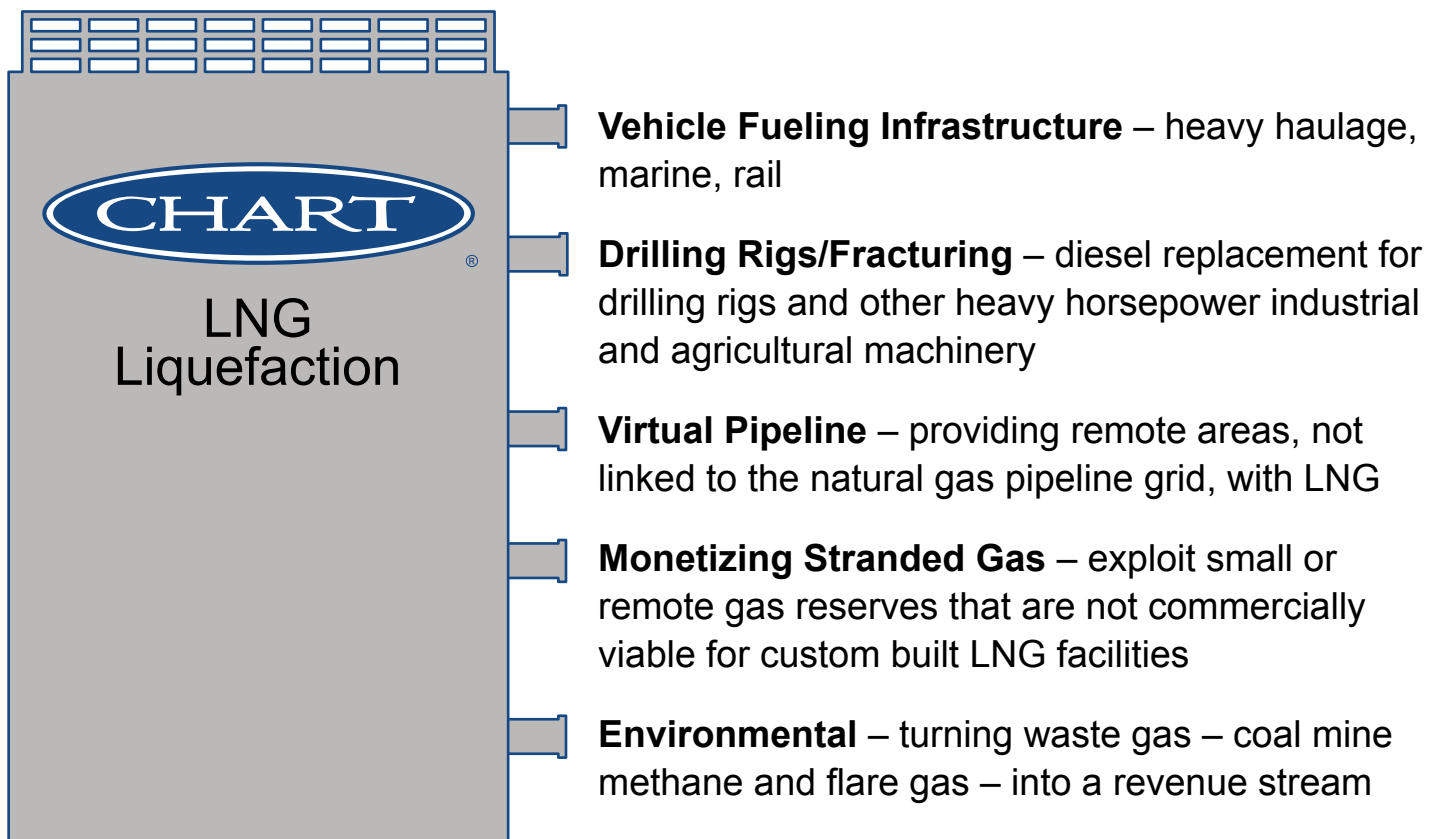 CHART
®
LNG
Liquefaction
Vehicle Fueling Infrastructure – heavy haulage,
marine, rail
Drilling Rigs/Fracturing – diesel replacement for
drilling rigs and other heavy horsepower industrial
and agricultural machinery
Virtual Pipeline – providing remote areas, not
linked to the natural gas pipeline grid, with LNG
Monetizing Stranded Gas – exploit small or
remote gas reserves that are not commercially
viable for custom built LNG facilities
Environmental – turning waste gas – coal mine
methane and flare gas – into a revenue stream